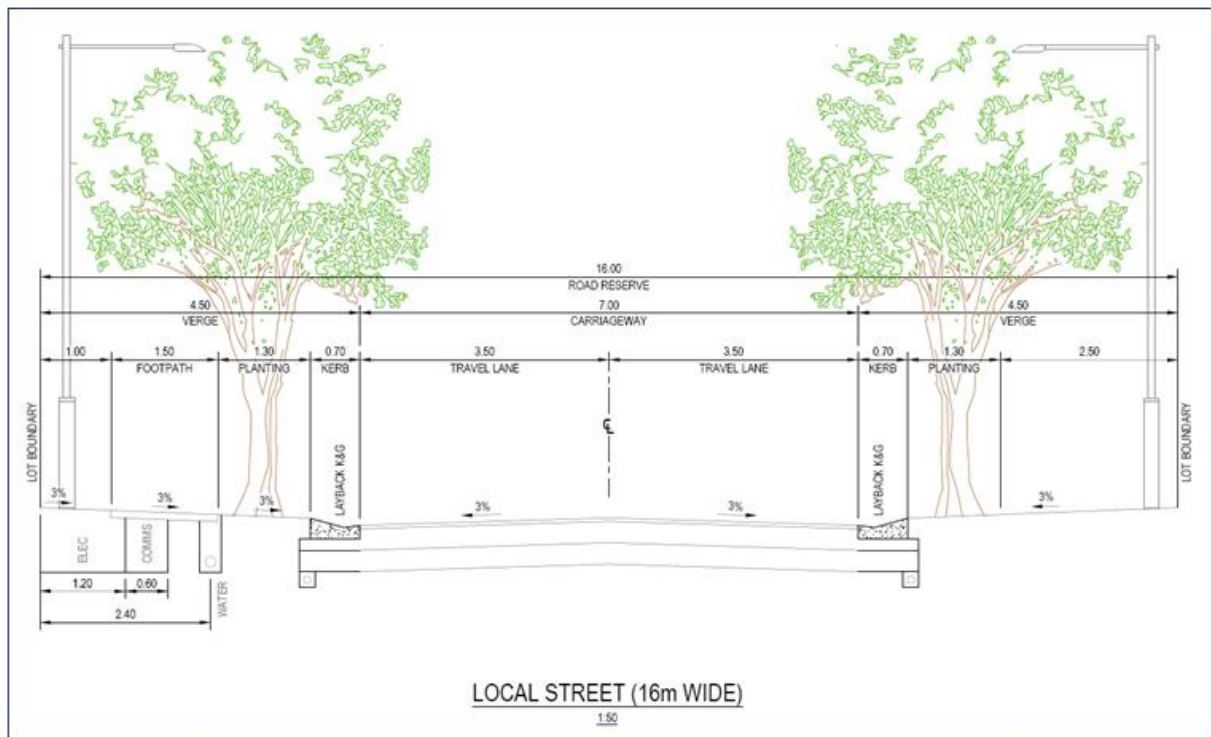 16.00
ROAD RESERVE
4.50
VERGE
7.00
CARRIAGEWAY
4.50
VERGE
1.00
1.50
FOOTPATH
1.30
PLANTING
0.70
KERB
3.50
TRAVEL LANE
3.50
TRAVEL LANE
0.70
KERB
1.30
PLANTING
2.50
LOT BOUNDARY
LAYBACK K&G
CL
LAYBACK K&G
LOT BOUNDARY
3%
3%
3%
3%
3%
3%
ELEC
COMMS
WATER
1.20
0.60
2.40
LOCAL STREET (16m WIDE)
1:50